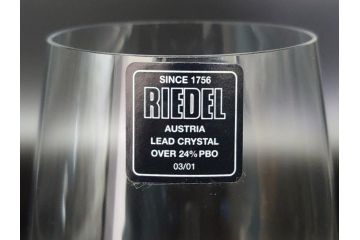 SINCE 1756
RIEDEL
AUSTRIA
LEAD CRYSTAL
OVER 24% PBO
03/01